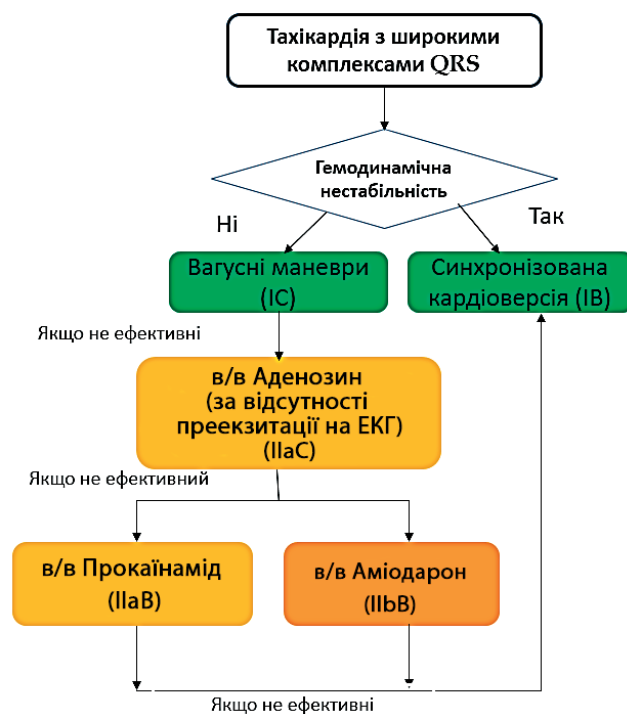 Тахікардія з широкими
комплексами QRS
Гемодинамічна
нестабільність
Ні
Так
Вагусні маневри
(IC)
Синхронізована
кардіоверсія (IB)
Якщо не ефективні
в/в Аденозин
(за відсутності
преекзитації на ЕКГ)
(IIaC)
Якщо не ефективний
в/в Прокаїнамід
(IIaB)
в/в Аміодарон
(IIbB)
Якщо не ефективні